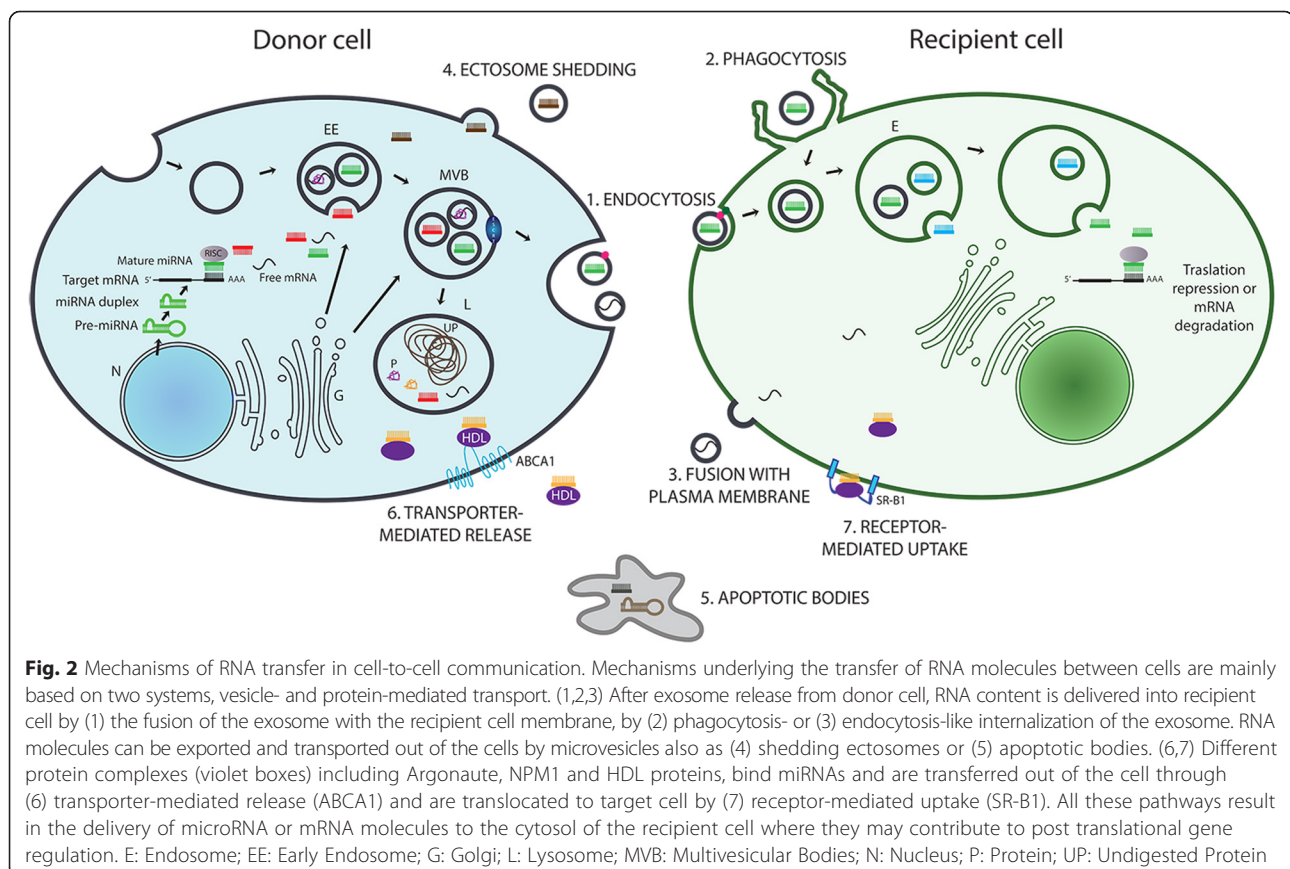 Donor cell
Recipient cell
4. ECTOSOME SHEDDING
2. PHAGOCYTOSIS
EE
E
MVB
1. ENDOCYTOSIS
Mature miRNA
RISC
Target mRNA 5' AAA Free mRNA
miRNA duplex
Pre-miRNA
N
G
L
UP
P
5' AAA
Traslation
repression or
mRNA
degradation
HDL
ABCA1
HDL
6. TRANSPORTER-
MEDIATED RELEASE
3. FUSION WITH
PLASMA MEMBRANE
SR-B1
7. RECEPTOR-
MEDIATED UPTAKE
5. APOPTOTIC BODIES
Fig. 2 Mechanisms of RNA transfer in cell-to-cell communication. Mechanisms underlying the transfer of RNA molecules between cells are mainly
based on two systems, vesicle- and protein-mediated transport. (1,2,3) After exosome release from donor cell, RNA content is delivered into recipient
cell by (1) the fusion of the exosome with the recipient cell membrane, by (2) phagocytosis- or (3) endocytosis-like internalization of the exosome. RNA
molecules can be exported and transported out of the cells by microvesicles also as (4) shedding ectosomes or (5) apoptotic bodies. (6,7) Different
protein complexes (violet boxes) including Argonaute, NPM1 and HDL proteins, bind miRNAs and are transferred out of the cell through
(6) transporter-mediated release (ABCA1) and are translocated to target cell by (7) receptor-mediated uptake (SR-B1). All these pathways result
in the delivery of microRNA or mRNA molecules to the cytosol of the recipient cell where they may contribute to post translational gene
regulation. E: Endosome; EE: Early Endosome; G: Golgi; L: Lysosome; MVB: Multivesicular Bodies; N: Nucleus; P: Protein; UP: Undigested Protein